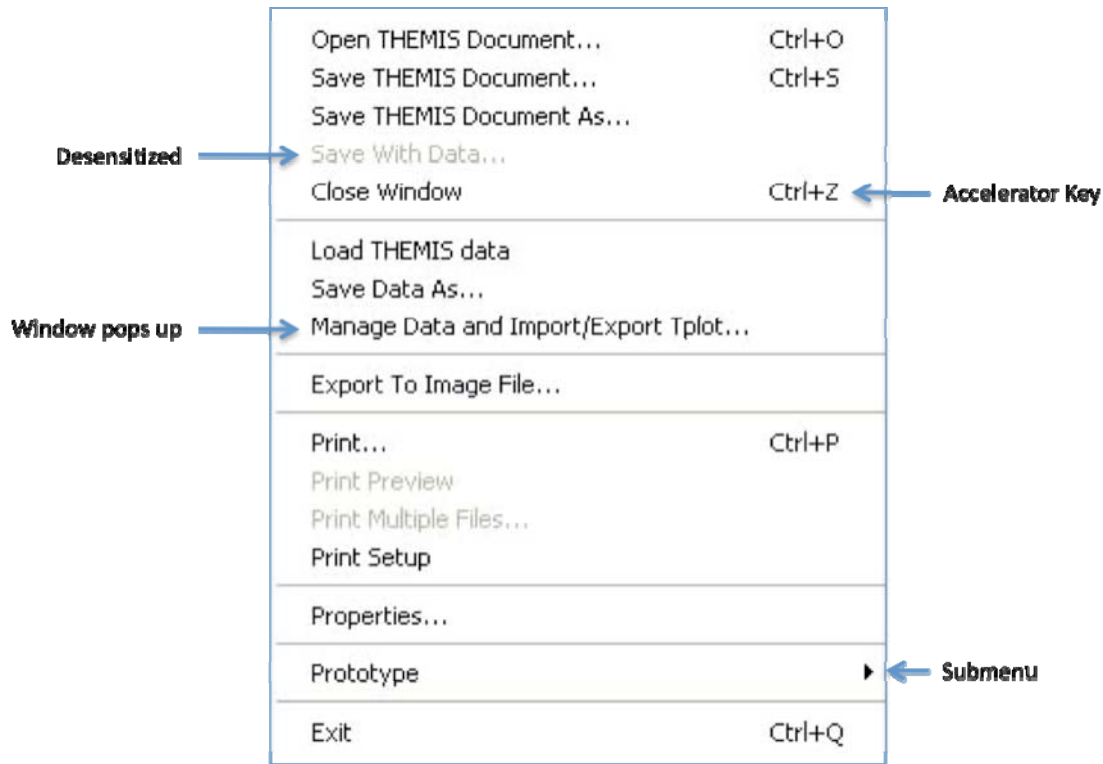 Open THEMIS Document... Ctrl+O
Save THEMIS Document... Ctrl+S
Save THEMIS Document As...
Desensitized Save With Data...
Close Window Ctrl+Z Accelerator Key
Load THEMIS data
Save Data As...
Window pops up Manage Data and Import/Export Tplot...
Export To Image File...
Print... Ctrl+P
Print Preview
Print Multiple Files...
Print Setup
Properties...
Prototype Submenu
Exit Ctrl+Q